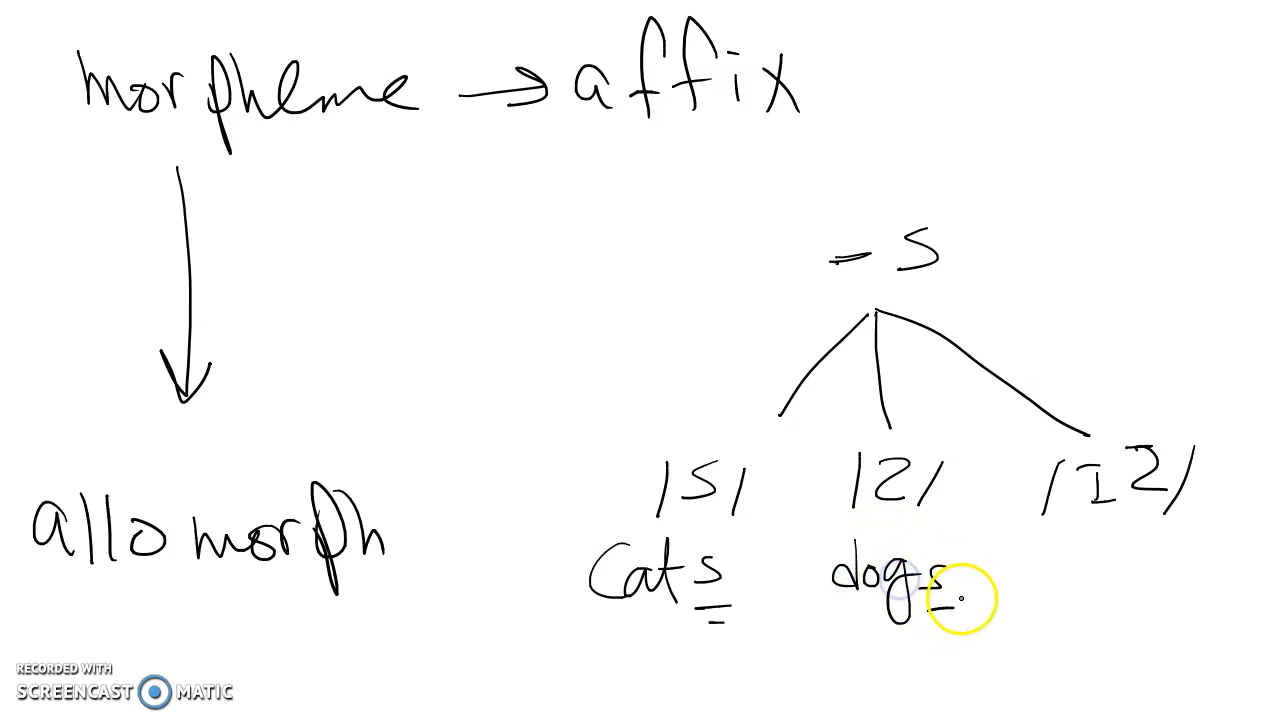 morpheme → affix
- s
/s/ /z/ /ɪz/
allomorph
cats dogs
RECORDED WITH
SCREENCAST MATIC